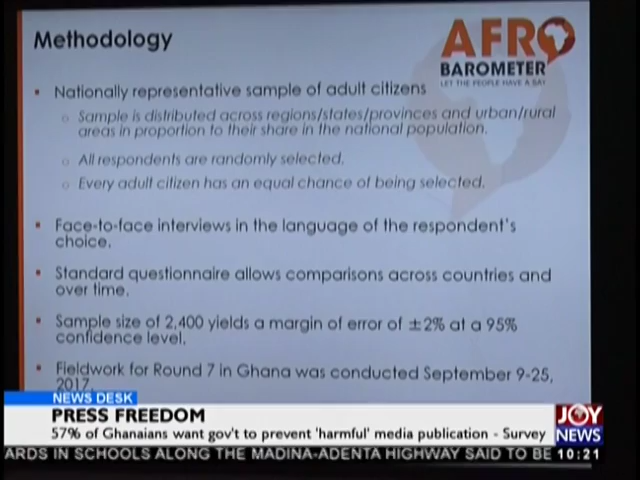 Methodology
AFRO
BAROMETER
LET THE PEOPLE HAVE A SAY
Nationally representative sample of adult citizens
Sample is distributed across regions/states/provinces and urban/rural
areas in proportion to their share in the national population.
All respondents are randomly selected.
Every adult citizen has an equal chance of being selected.
Face-to-face interviews in the language of the respondent's
choice.
Standard questionnaire allows comparisons across countries and
over time.
Sample size of 2,400 yields a margin of error of ±2% at a 95%
confidence level.
Fieldwork for Round 7 in Ghana was conducted September 9-25,
2017.
NEWS DESK
PRESS FREEDOM
57% of Ghanaians want gov't to prevent 'harmful' media publication - Survey
JOY
NEWS
ARDS IN SCHOOLS ALONG THE MADINA-ADENTA HIGHWAY SAID TO BE
10:21